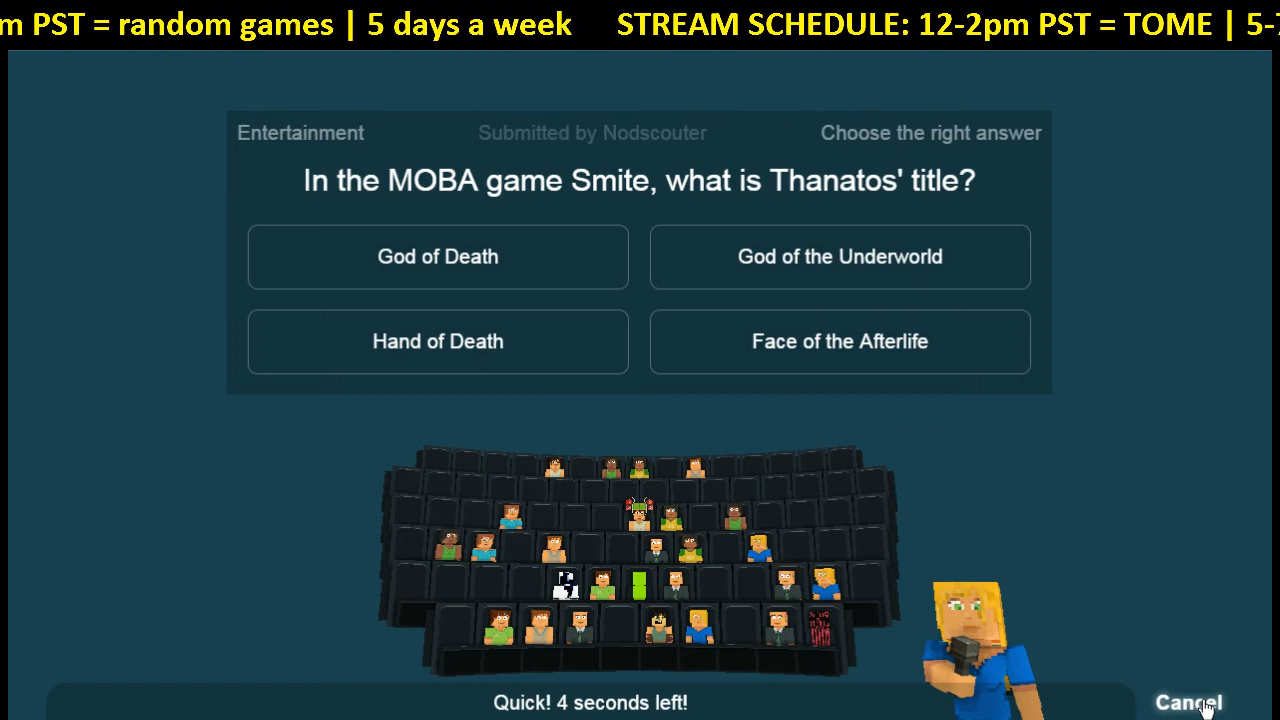 m PST = random games | 5 days a week STREAM SCHEDULE: 12-2pm PST = TOME | 5-
Entertainment Submitted by Nodscouter Choose the right answer
In the MOBA game Smite, what is Thanatos' title?
God of Death God of the Underworld
Hand of Death Face of the Afterlife
Quick! 4 seconds left!
Cancel